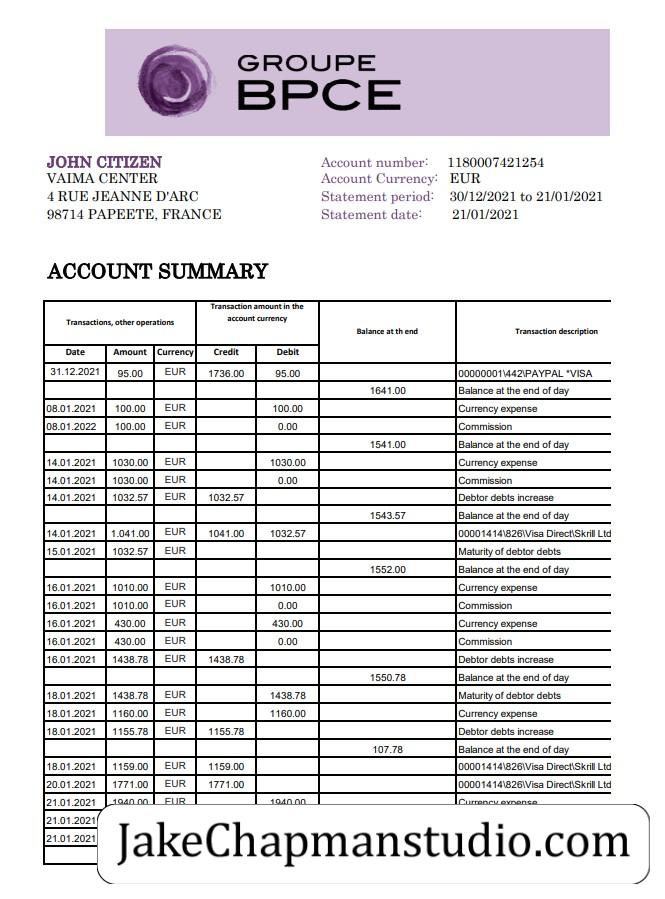 GROUPE
BPCE
JOHN CITIZEN
VAIMA CENTER
4 RUE JEANNE D'ARC
98714 PAPEETE, FRANCE
Account number: 1180007421254
Account Currency: EUR
Statement period: 30/12/2021 to 21/01/2021
Statement date: 21/01/2021
ACCOUNT SUMMARY
Transactions, other operations Transaction amount in the account currency Balance at th end Transaction description
Date Amount Currency Credit Debit
31.12.2021 95.00 EUR 1736.00 95.00 00000001\442\PAYPAL *VISA
1641.00 Balance at the end of day
08.01.2021 100.00 EUR 100.00 Currency expense
08.01.2022 100.00 EUR 0.00 Commission
1541.00 Balance at the end of day
14.01.2021 1030.00 EUR 1030.00 Currency expense
14.01.2021 1030.00 EUR 0.00 Commission
14.01.2021 1032.57 EUR 1032.57 Debtor debts increase
1543.57 Balance at the end of day
14.01.2021 1.041.00 EUR 1041.00 1032.57 00001414\826\Visa Direct\Skrill Ltd
15.01.2021 1032.57 EUR Maturity of debtor debts
1552.00 Balance at the end of day
16.01.2021 1010.00 EUR 1010.00 Currency expense
16.01.2021 1010.00 EUR 0.00 Commission
16.01.2021 430.00 EUR 430.00 Currency expense
16.01.2021 430.00 EUR 0.00 Commission
16.01.2021 1438.78 EUR 1438.78 Debtor debts increase
1550.78 Balance at the end of day
18.01.2021 1438.78 EUR 1438.78 Maturity of debtor debts
18.01.2021 1160.00 EUR 1160.00 Currency expense
18.01.2021 1155.78 EUR 1155.78 Debtor debts increase
107.78 Balance at the end of day
18.01.2021 1159.00 EUR 1159.00 00001414\826\Visa Direct\Skrill Ltd
20.01.2021 1771.00 EUR 1771.00 00001414\826\Visa Direct\Skrill Ltd
21.01.2021 1940.00 EUR 1940.00 Currency expense
21.01.2021
21.01.2021
JakeChapmanstudio.com